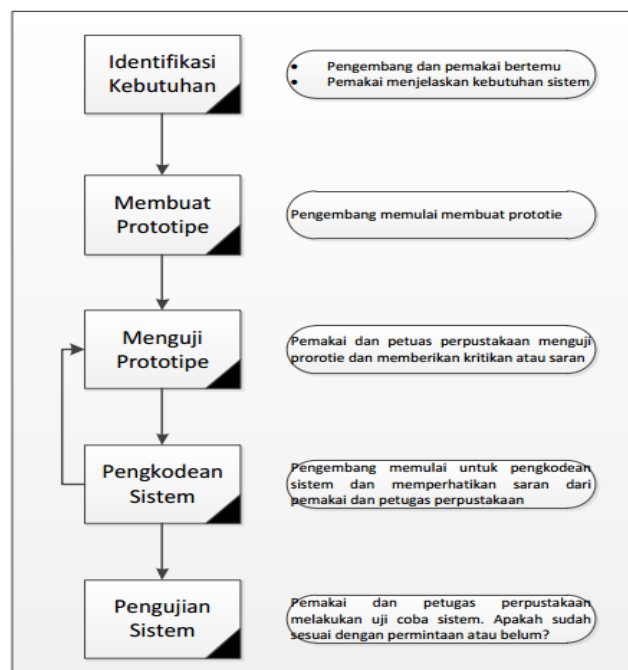 Identifikasi
Kebutuhan
• Pengembang dan pemakai bertemu
• Pemakai menjelaskan kebutuhan sistem
Membuat
Prototipe
Pengembang memulai membuat prototie
Menguji
Prototipe
Pemakai dan petuas perpustakaan menguji
prorotie dan memberikan kritikan atau saran
Pengkodean
Sistem
Pengembang memulai untuk pengkodean
sistem dan memperhatikan saran dari
pemakai dan petugas perpustakaan
Pengujian
Sistem
Pemakai dan petugas perpustakaan
melakukan uji coba sistem. Apakah sudah
sesuai dengan permintaan atau belum?